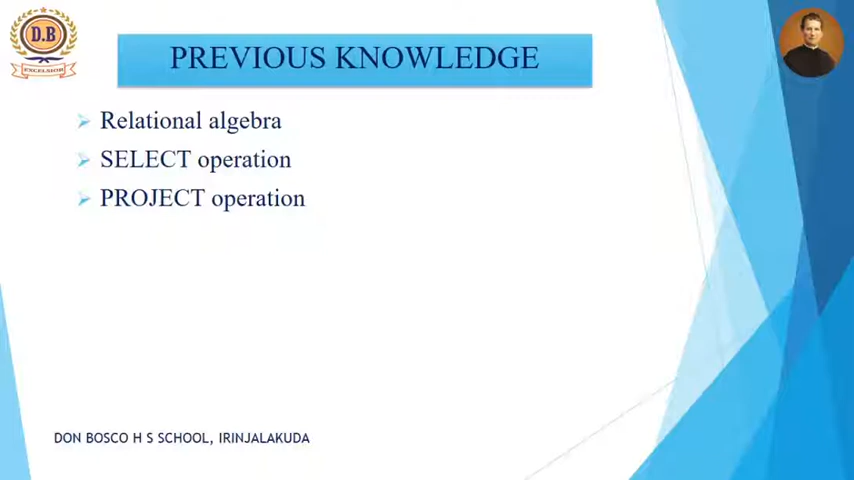 D.B
EXCELSIOR
PREVIOUS KNOWLEDGE
Relational algebra
SELECT operation
PROJECT operation
DON BOSCO H S SCHOOL, IRINJALAKUDA